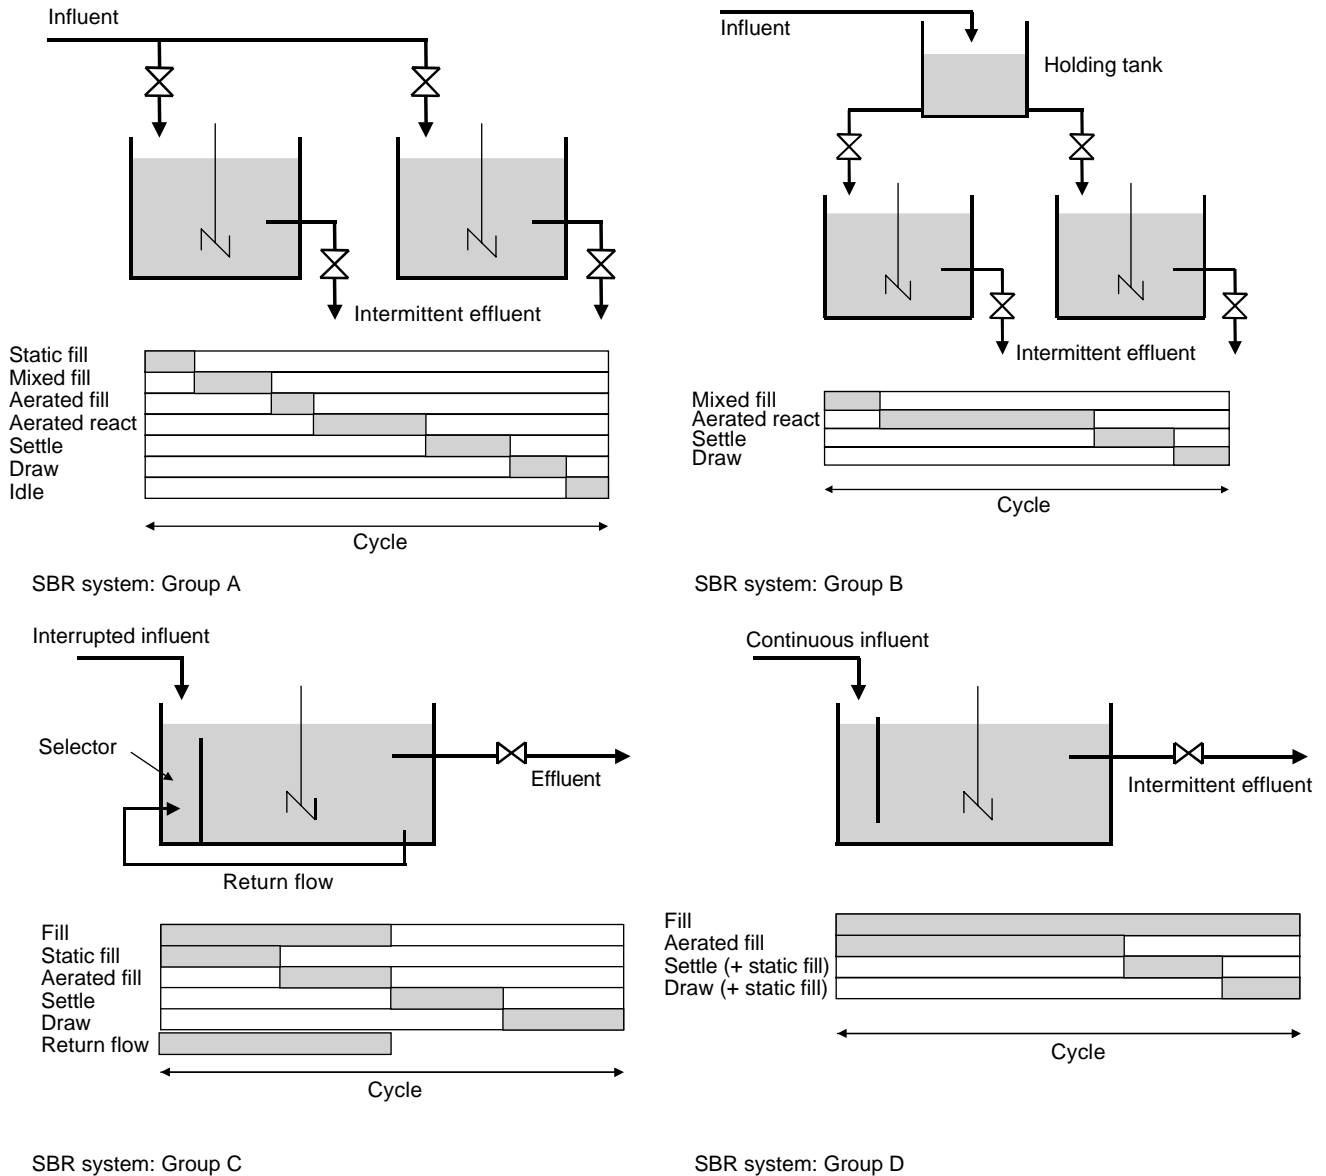 Influent
Intermittent effluent
Static fill
Mixed fill
Aerated fill
Aerated react
Settle
Draw
Idle
Cycle
SBR system: Group A
Influent
Holding tank
Intermittent effluent
Mixed fill
Aerated react
Settle
Draw
Cycle
SBR system: Group B
Interrupted influent
Selector
Effluent
Return flow
Fill
Static fill
Aerated fill
Settle
Draw
Return flow
Cycle
SBR system: Group C
Continuous influent
Intermittent effluent
Fill
Aerated fill
Settle (+ static fill)
Draw (+ static fill)
Cycle
SBR system: Group D